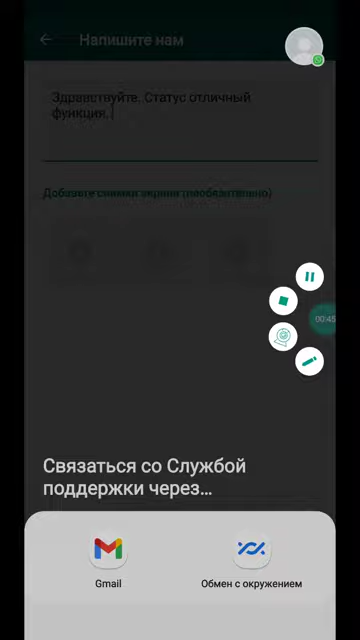 Напишите нам
Здравствуйте. Статус отличный
функция.
Добавьте снимки экрана (необязательно)
00:45
Связаться со Службой
поддержки через...
Gmail
Обмен с окружением